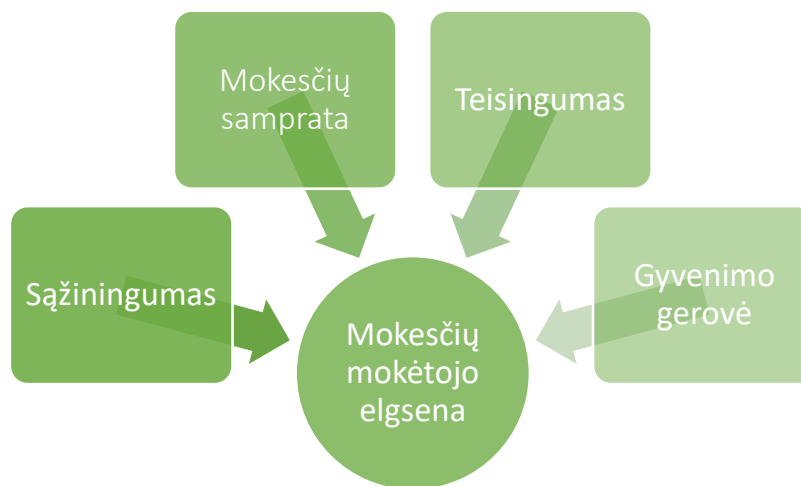 Mokesčių
samprata
Teisingumas
Sąžiningumas
Gyvenimo
gerovė
Mokesčių
mokėtojo
elgsena